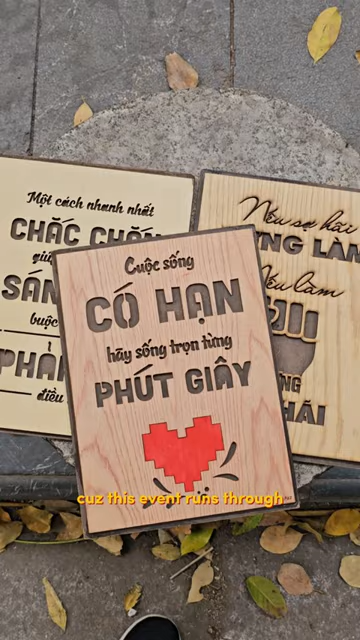 Một cách nhanh nhất
CHẮC CHẮN
SÁN
buộc
PHẢI
điều
Cuộc sống
CÓ HẠN
hãy sống trọn từng
PHÚT GIÂY
Nếu sợ hãi
ĐỪNG LÀM
Nếu làm
cuz this event runs through